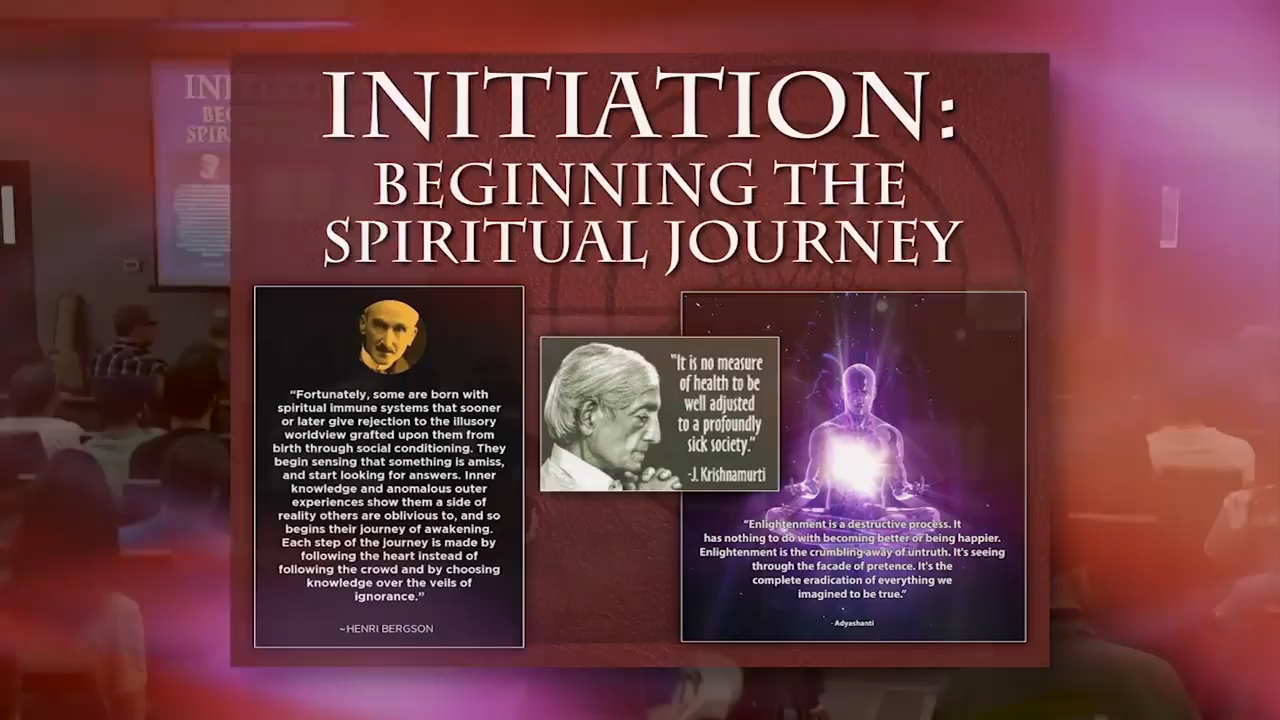 INITIATION:
BEGINNING THE
SPIRITUAL JOURNEY
"Fortunately, some are born with
spiritual immune systems that sooner
or later give rejection to the illusory
worldview grafted upon them from
birth through social conditioning. They
begin sensing that something is amiss,
and start looking for answers. Inner
knowledge and anomalous outer
experiences show them a side of
reality others are oblivious to, and so
begins their journey of awakening.
Each step of the journey is made by
following the heart instead of
following the crowd and by choosing
knowledge over the veils of
ignorance."
~HENRI BERGSON
"It is no measure
of health to be
well adjusted
to a profoundly
sick society."
-J. Krishnamurti
"Enlightenment is a destructive process. It
has nothing to do with becoming better or being happier.
Enlightenment is the crumbling away of untruth. It's seeing
through the facade of pretence. It's the
complete eradication of everything we
imagined to be true."
- Adyashanti
INI
BE
SPIR